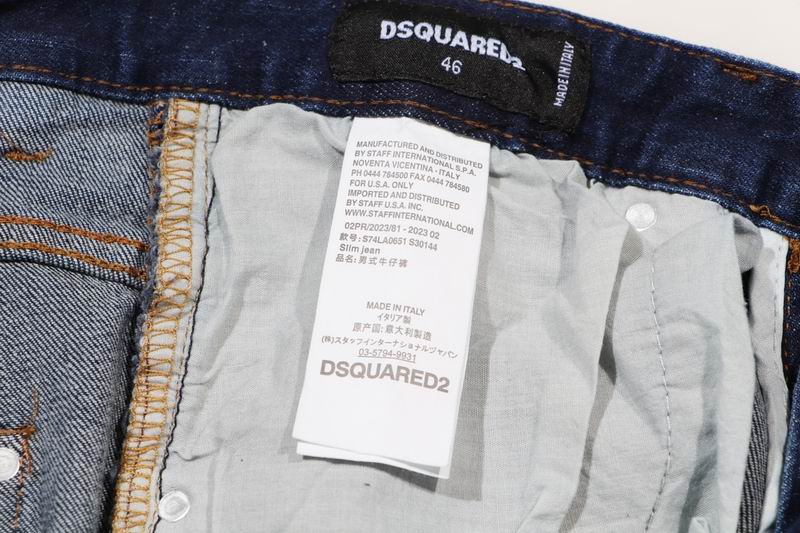 DSQUARED2
46
MADE IN ITALY
MANUFACTURED AND DISTRIBUTED
BY STAFF INTERNATIONAL S.P.A.
NOVENTA VICENTINA - ITALY
PH 0444 784500 FAX 0444 784580
FOR U.S.A. ONLY
IMPORTED AND DISTRIBUTED
BY STAFF U.S.A. INC.
WWW.STAFFINTERNATIONAL.COM
02PR/2023/81 - 2023 02
款号: S74LA0651 S30144
Slim jean
品名: 男式牛仔裤
MADE IN ITALY
イタリア製
原产国: 意大利製造
(株)スタッフインターナショナルヅャパン
03-5794-9931
DSQUARED2